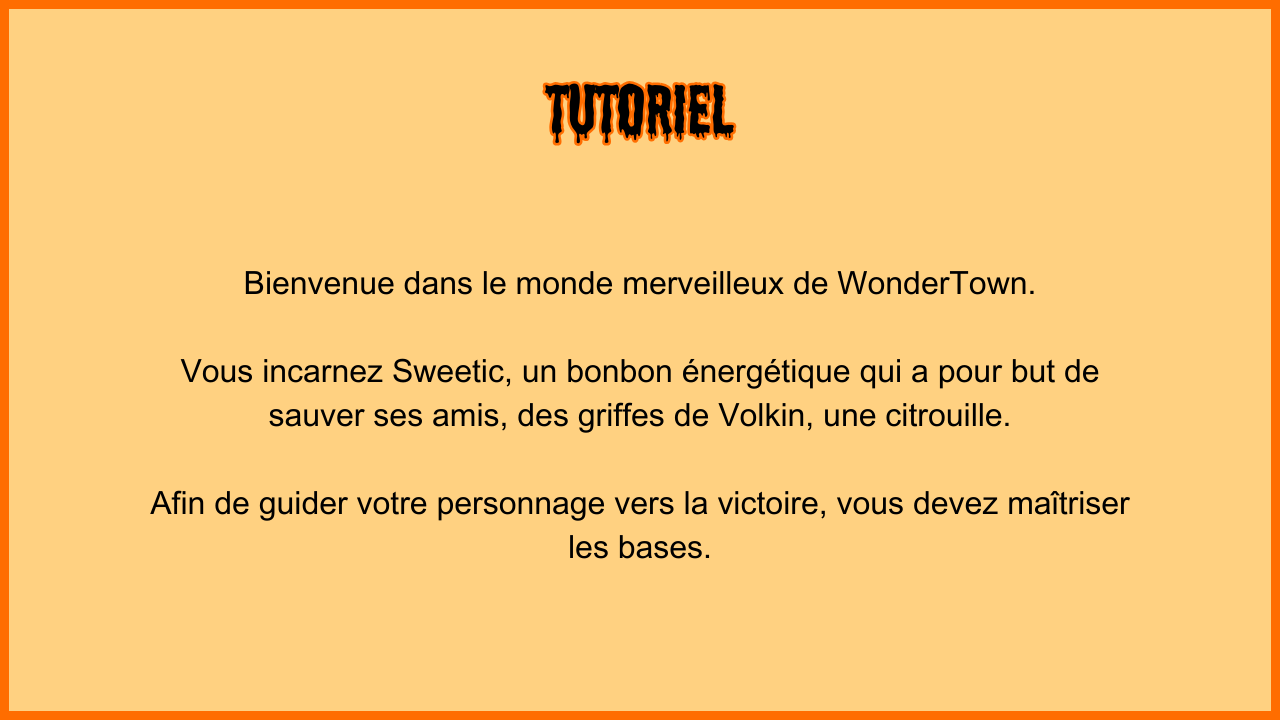 TUTORIEL
Bienvenue dans le monde merveilleux de WonderTown.
Vous incarnez Sweetic, un bonbon énergétique qui a pour but de
sauver ses amis, des griffes de Volkin, une citrouille.
Afin de guider votre personnage vers la victoire, vous devez maîtriser
les bases.